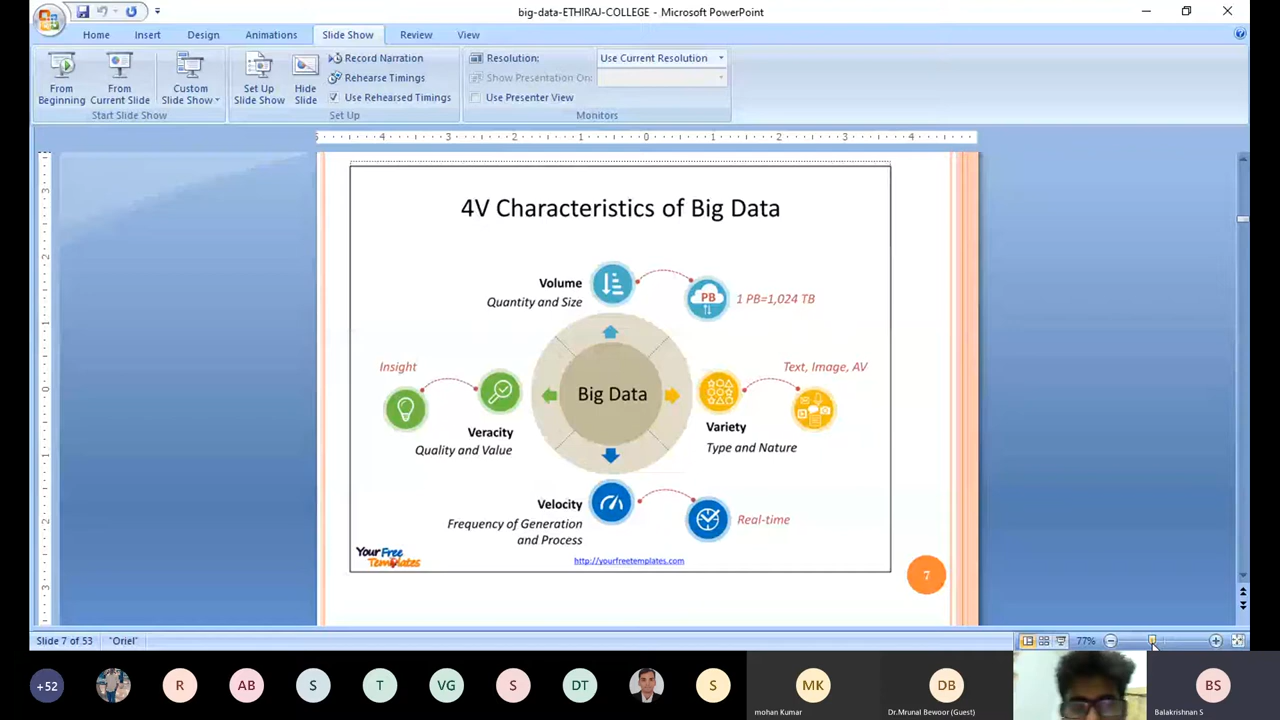 big-data-ETHIRAJ-COLLEGE - Microsoft PowerPoint
Home Insert Design Animations Slide Show Review View
From Beginning
From Current Slide
Custom Slide Show
Start Slide Show
Set Up Slide Show
Hide Slide
Record Narration
Rehearse Timings
Use Rehearsed Timings
Set Up
Resolution: Use Current Resolution
Show Presentation On:
Use Presenter View
Monitors
4V Characteristics of Big Data
Volume
Quantity and Size
PB
1 PB=1,024 TB
Insight
Text, Image, AV
Big Data
Veracity
Quality and Value
Variety
Type and Nature
Velocity
Frequency of Generation
and Process
Real-time
Your Free
Templates
http://yourfreetemplates.com
7
Slide 7 of 53 "Oriel" 77%
+52 R AB S T VG S DT S MK DB BS
mohan Kumar Dr.Mrunal Bewoor (Guest) Balakrishnan S